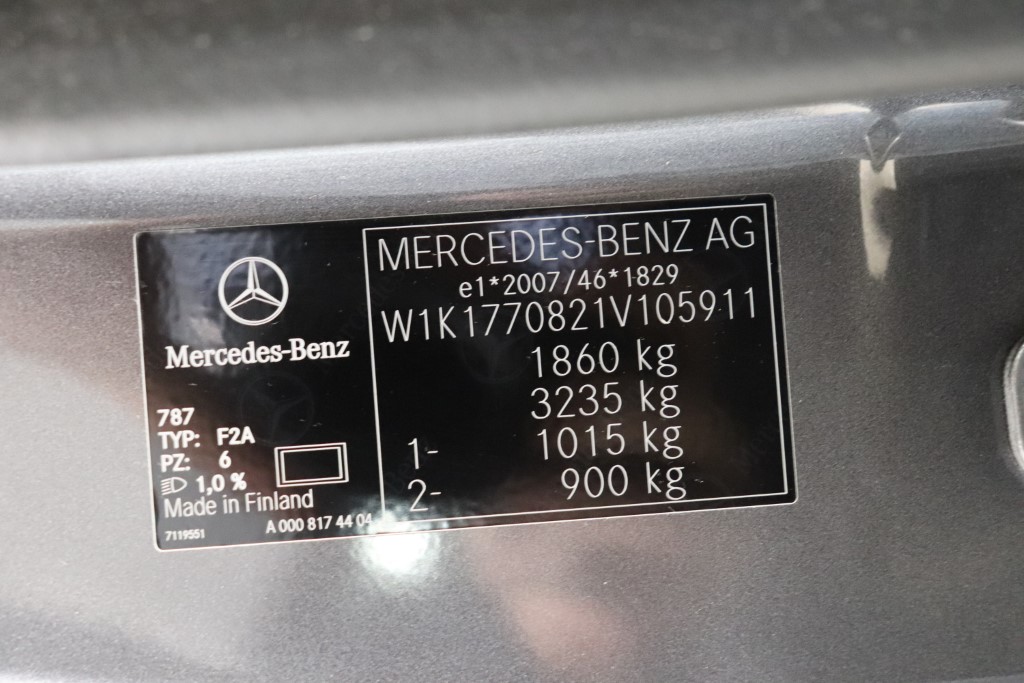 Mercedes-Benz
787
TYP: F2A
PZ: 6
1,0 %
Made in Finland
7119551 A 000 817 44 04
MERCEDES-BENZ AG
e1*2007/46*1829
W1K1770821V105911
1860 kg
3235 kg
1- 1015 kg
2- 900 kg